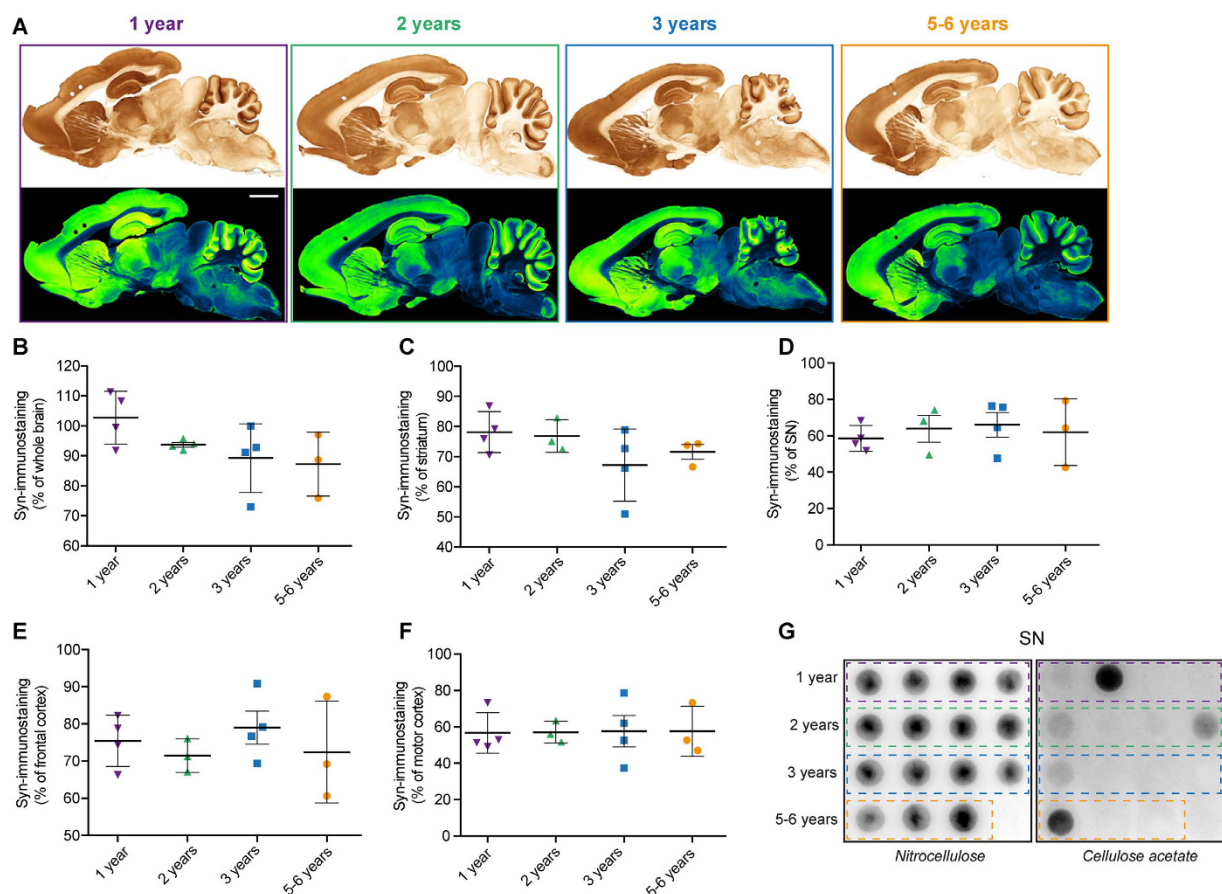 1 year 2 years 3 years 5-6 years
A
B
Syn-immunostaining
(% of whole brain)
120
110
100
90
80
70
60
1 year 2 years 3 years 5-6 years
C
Syn-immunostaining
(% of striatum)
100
90
80
70
60
50
40
1 year 2 years 3 years 5-6 years
D
Syn-immunostaining
(% of SN)
100
80
60
40
20
0
1 year 2 years 3 years 5-6 years
E
Syn-immunostaining
(% of frontal cortex)
100
90
80
70
60
50
1 year 2 years 3 years 5-6 years
F
Syn-immunostaining
(% of motor cortex)
100
80
60
40
20
0
1 year 2 years 3 years 5-6 years
G
SN
1 year
2 years
3 years
5-6 years
Nitrocellulose Cellulose acetate